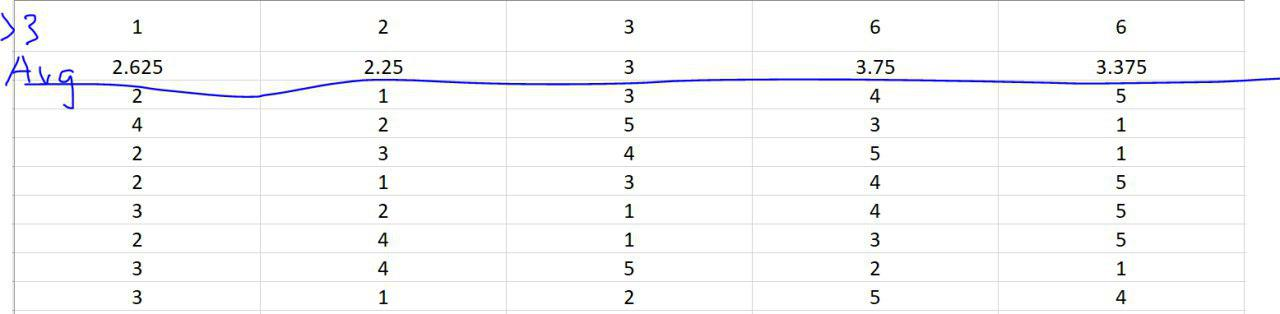 >3 1 2 3 6 6
Avg 2.625 2.25 3 3.75 3.375
2 1 3 4 5
4 2 5 3 1
2 3 4 5 1
2 1 3 4 5
3 2 1 4 5
2 4 1 3 5
3 4 5 2 1
3 1 2 5 4